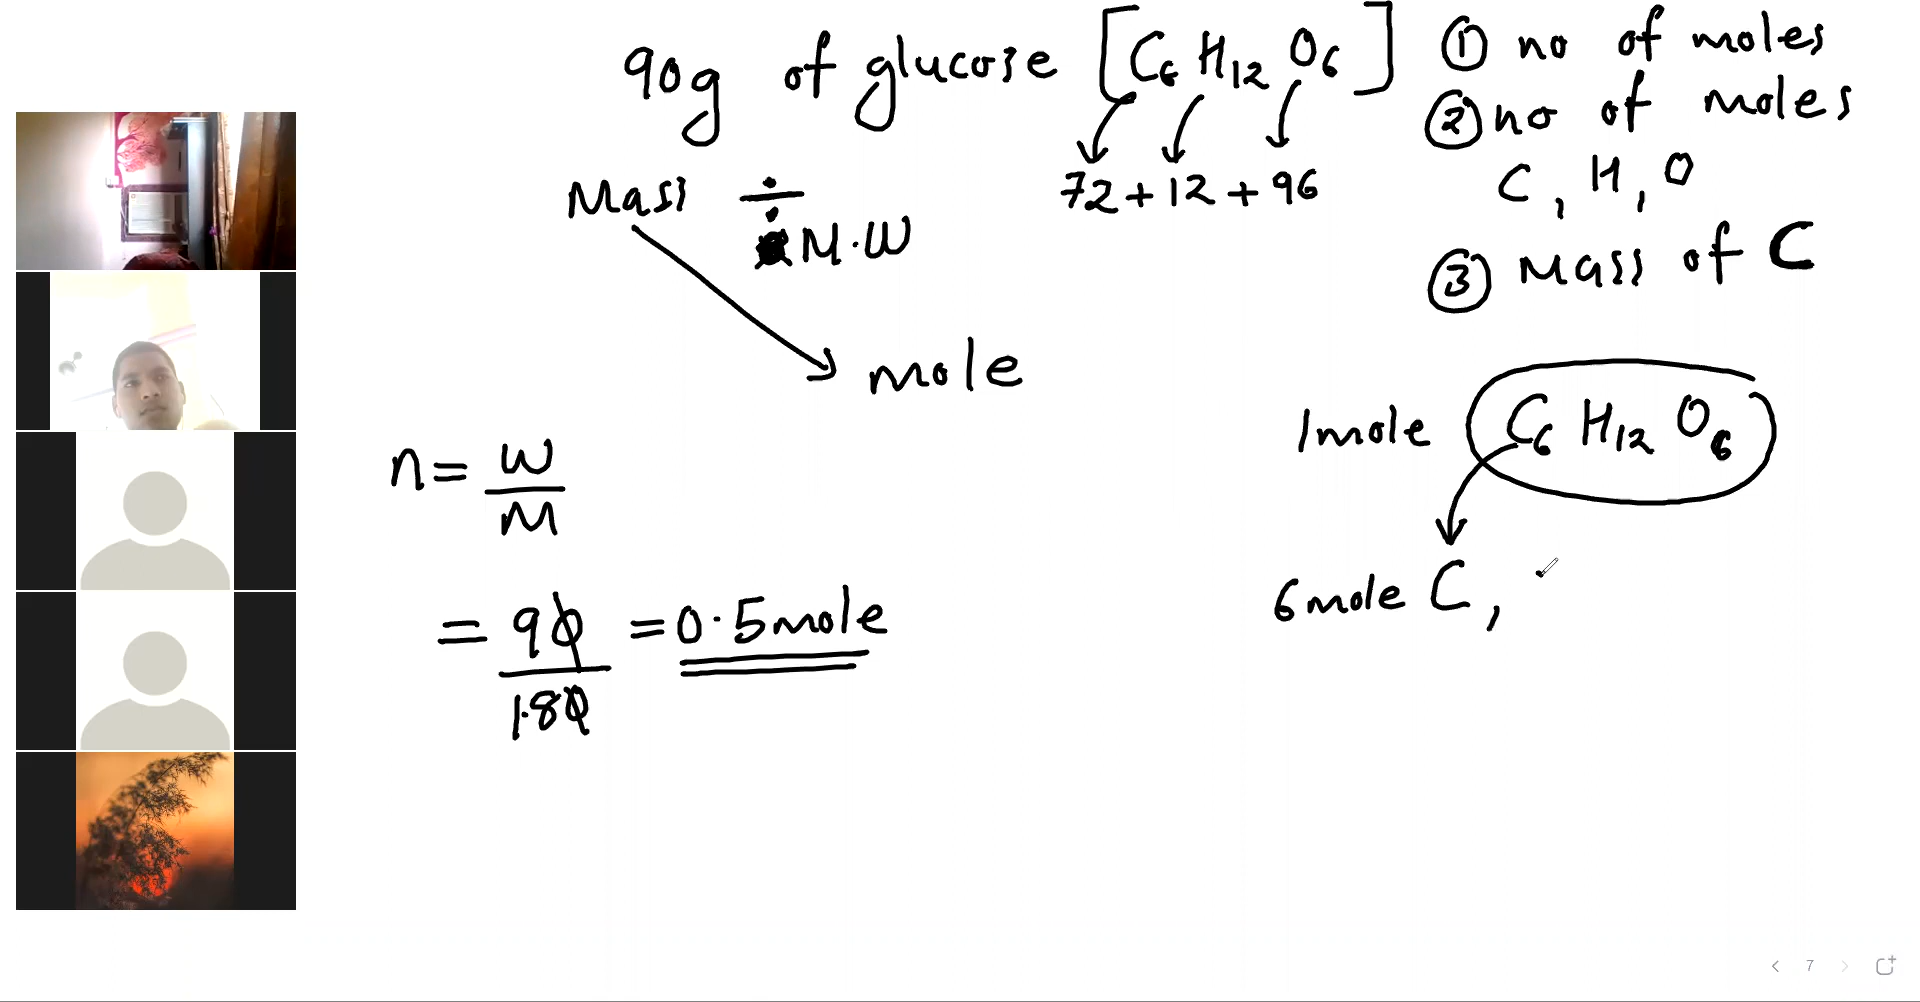 90g of glucose [C6 H12 O6]
72 + 12 + 96
① no of moles
② no of moles
C, H, O
③ Mass of C
Mass ÷ M.W
mole
n = W/M
= 90/180 = 0.5mole
1mole C6 H12 O6
6mole C,
7